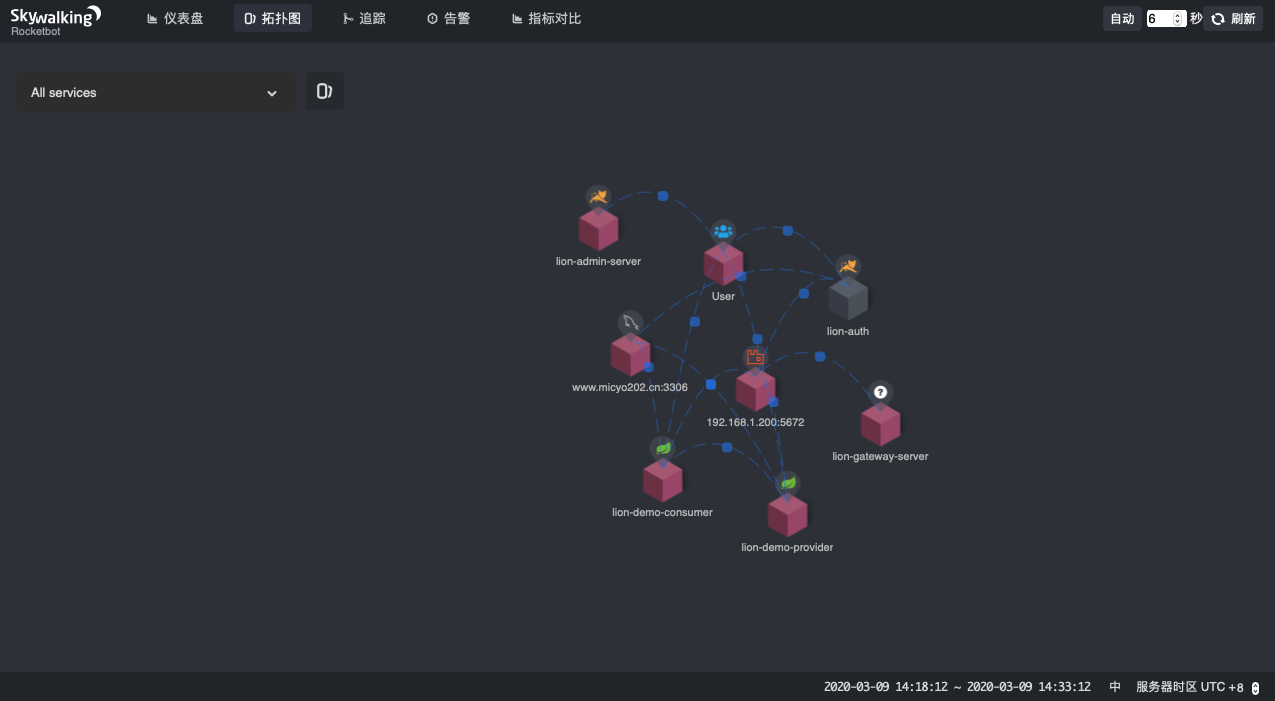 Skywalking
Rocketbot
仪表盘 拓扑图 追踪 告警 指标对比
自动 6 秒 刷新
All services
lion-admin-server
User
lion-auth
www.micyo202.cn:3306
192.168.1.200:5672
lion-gateway-server
lion-demo-consumer
lion-demo-provider
2020-03-09 14:18:12 ~ 2020-03-09 14:33:12 中 服务器时区 UTC +8